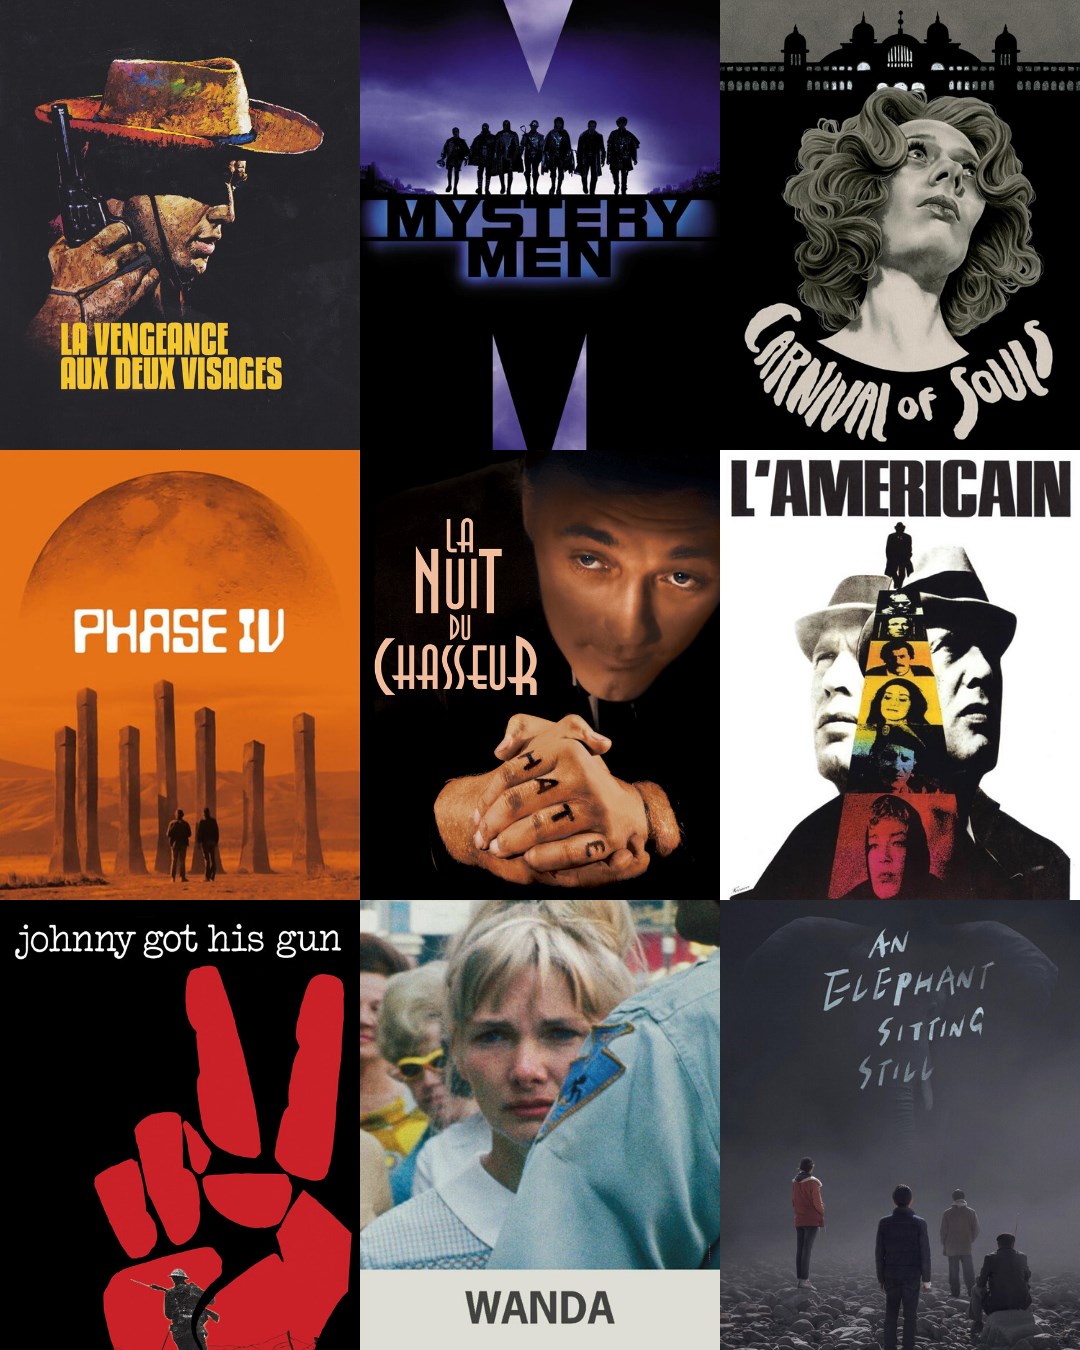 LA VENGEANCE
AUX DEUX VISAGES
MYSTERY
MEN
CARNIVAL OF SOULS
PHASE IV
LA
NUIT
DU
CHASSEUR
HATE
L'AMERICAIN
johnny got his gun
WANDA
AN
ELEPHANT
SITTING
STILL